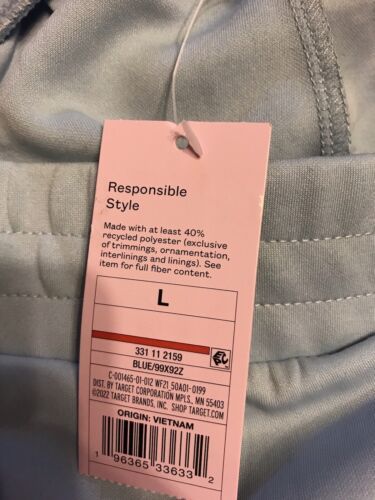 Responsible
Style
Made with at least 40%
recycled polyester (exclusive
of trimmings, ornamentation,
interlinings and linings). See
item for full fiber content.
L
331 11 2159
BLUE/99X92Z
C-001465-01-012 WF21_50A01-0199
DIST. BY TARGET CORPORATION MPLS., MN 55403
©2022 TARGET BRANDS, INC. SHOP TARGET.COM
ORIGIN: VIETNAM
1 96365 33633 2